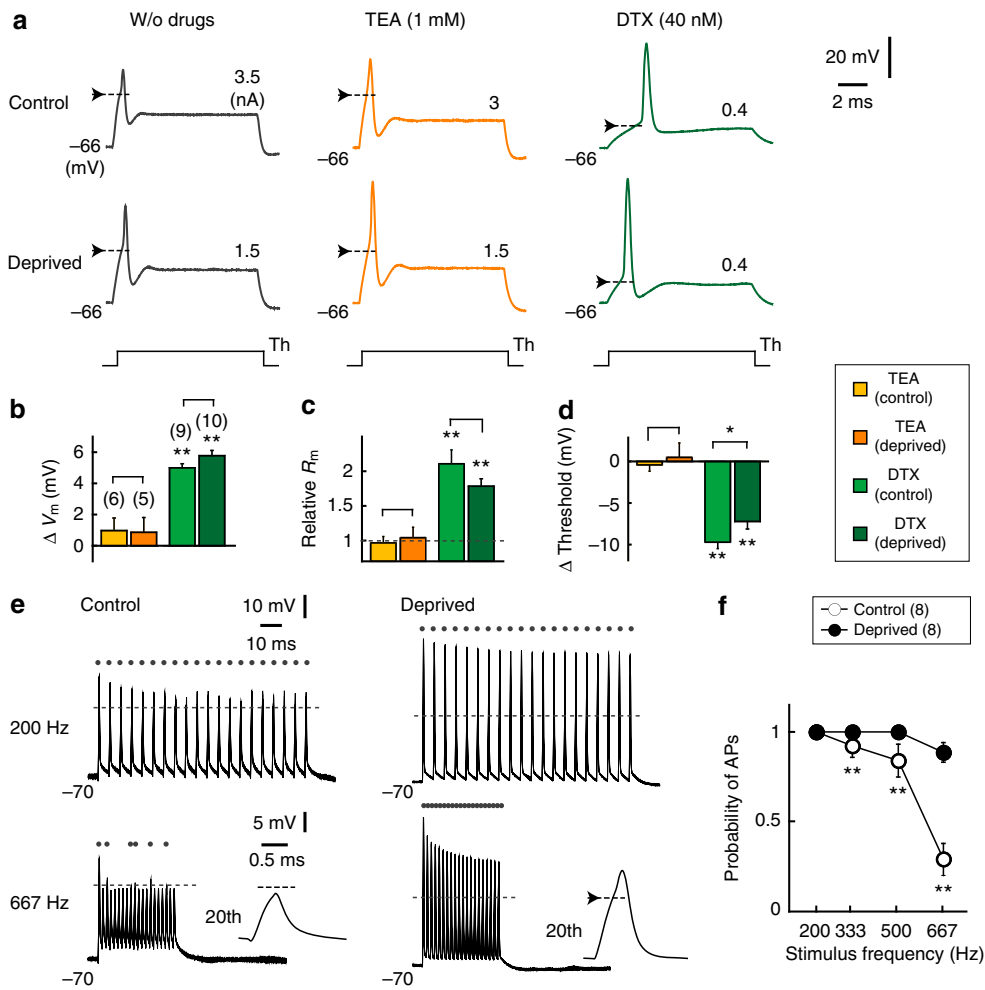 a
W/o drugs
TEA (1 mM)
DTX (40 nM)
20 mV
2 ms
Control
3.5
(nA)
3
0.4
−66
(mV)
−66
−66
Deprived
1.5
1.5
0.4
−66
−66
−66
Th
Th
Th
b
Δ Vm (mV)
6
4
2
0
(6)
(5)
(9)
**
(10)
**
c
Relative Rm
2
1.5
1
**
**
d
Δ Threshold (mV)
0
−5
−10
*
**
**
TEA
(control)
TEA
(deprived)
DTX
(control)
DTX
(deprived)
e
Control
10 mV
10 ms
Deprived
200 Hz
−70
−70
5 mV
0.5 ms
667 Hz
20th
20th
−70
−70
f
Control (8)
Deprived (8)
Probability of APs
1
0.5
0
**
**
**
200 333 500 667
Stimulus frequency (Hz)